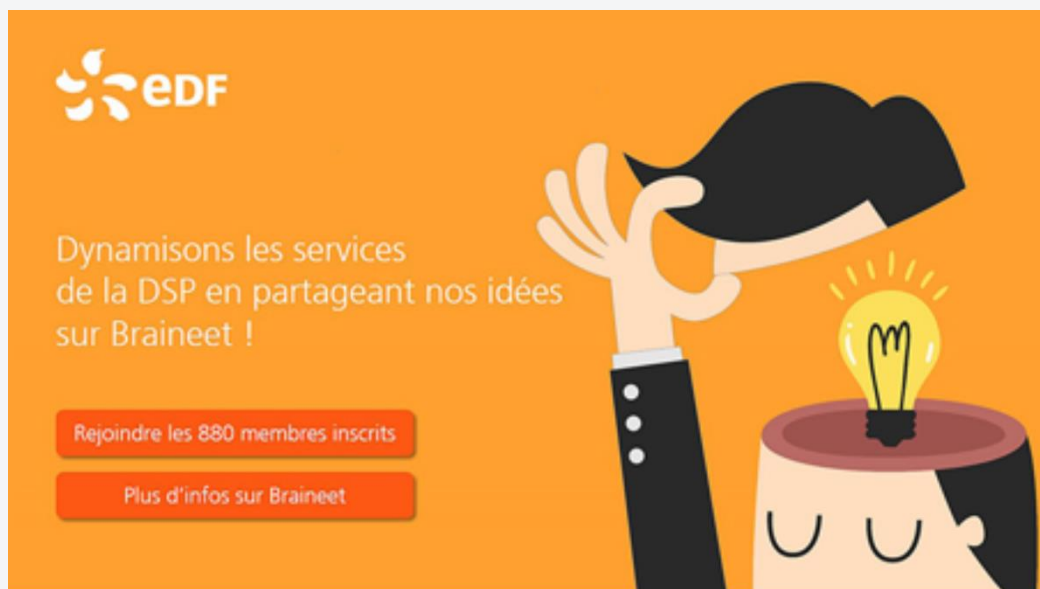 eDF
Dynamisons les services
de la DSP en partageant nos idées
sur Braineet !
Rejoindre les 880 membres inscrits
Plus d'infos sur Braineet